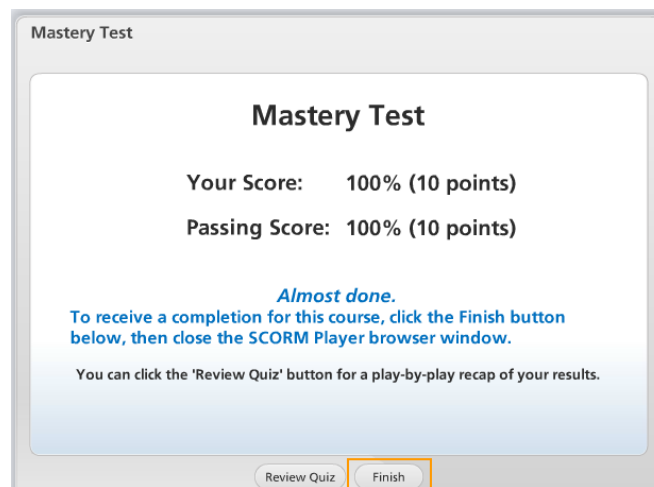 Mastery Test
Mastery Test
Your Score: 100% (10 points)
Passing Score: 100% (10 points)
Almost done.
To receive a completion for this course, click the Finish button
below, then close the SCORM Player browser window.
You can click the 'Review Quiz' button for a play-by-play recap of your results.
Review Quiz Finish